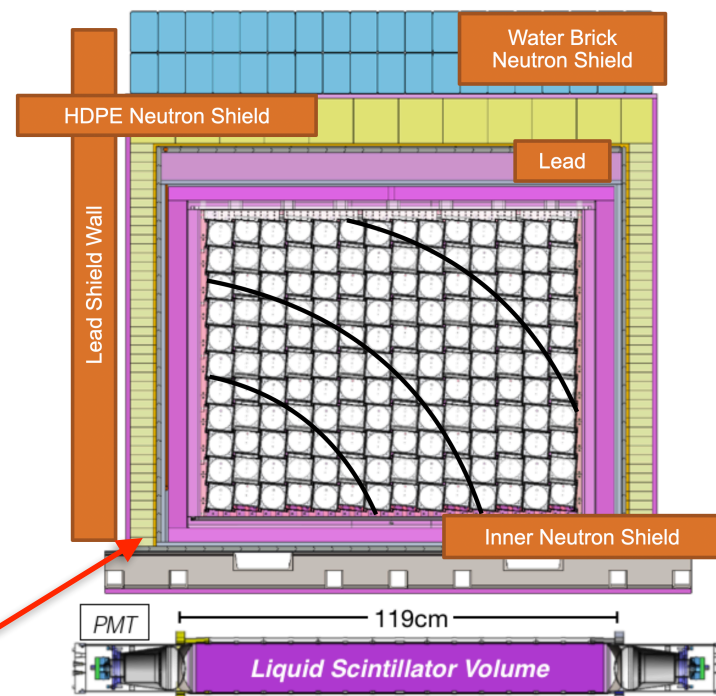 Water Brick
Neutron Shield
HDPE Neutron Shield
Lead
Lead Shield Wall
Inner Neutron Shield
119cm
PMT
Liquid Scintillator Volume